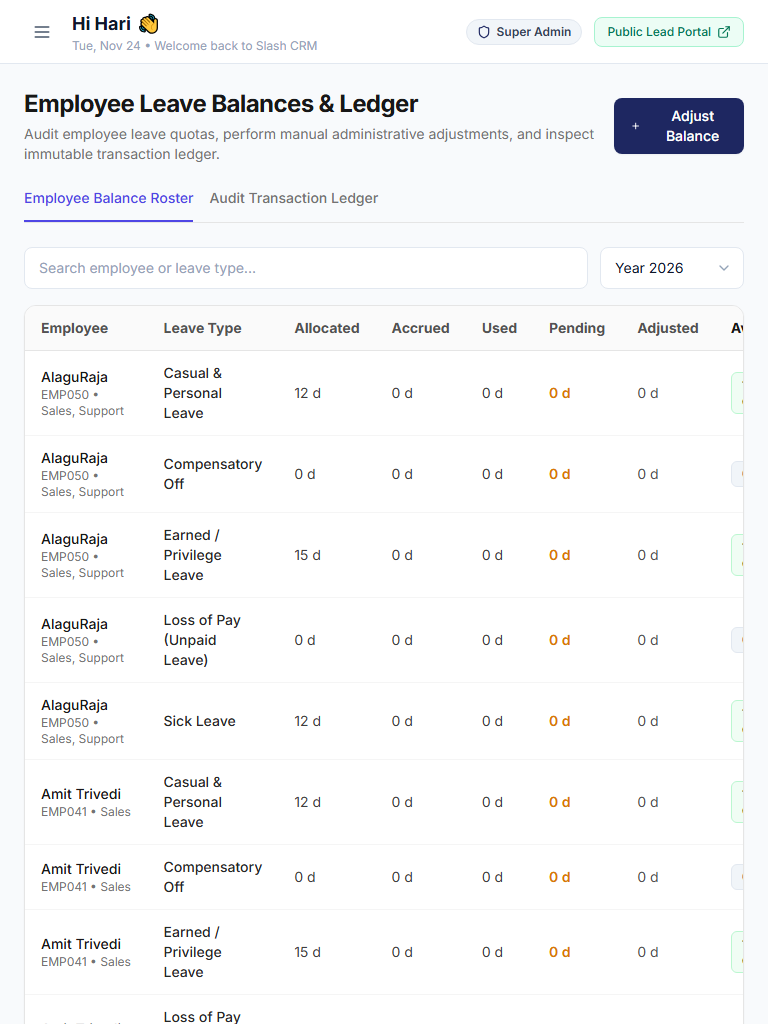 Hi Hari 👋
Tue, Nov 24 • Welcome back to Slash CRM
Super Admin
Public Lead Portal
Employee Leave Balances & Ledger
Audit employee leave quotas, perform manual administrative adjustments, and inspect
immutable transaction ledger.
+ Adjust
Balance
Employee Balance Roster Audit Transaction Ledger
Search employee or leave type...
Year 2026
Employee Leave Type Allocated Accrued Used Pending Adjusted
AlaguRaja
EMP050 •
Sales, Support
Casual &
Personal
Leave
12 d 0 d 0 d 0 d 0 d
AlaguRaja
EMP050 •
Sales, Support
Compensatory
Off
0 d 0 d 0 d 0 d 0 d
AlaguRaja
EMP050 •
Sales, Support
Earned /
Privilege
Leave
15 d 0 d 0 d 0 d 0 d
AlaguRaja
EMP050 •
Sales, Support
Loss of Pay
(Unpaid
Leave)
0 d 0 d 0 d 0 d 0 d
AlaguRaja
EMP050 •
Sales, Support
Sick Leave
12 d 0 d 0 d 0 d 0 d
Amit Trivedi
EMP041 • Sales
Casual &
Personal
Leave
12 d 0 d 0 d 0 d 0 d
Amit Trivedi
EMP041 • Sales
Compensatory
Off
0 d 0 d 0 d 0 d 0 d
Amit Trivedi
EMP041 • Sales
Earned /
Privilege
Leave
15 d 0 d 0 d 0 d 0 d
Loss of Pay